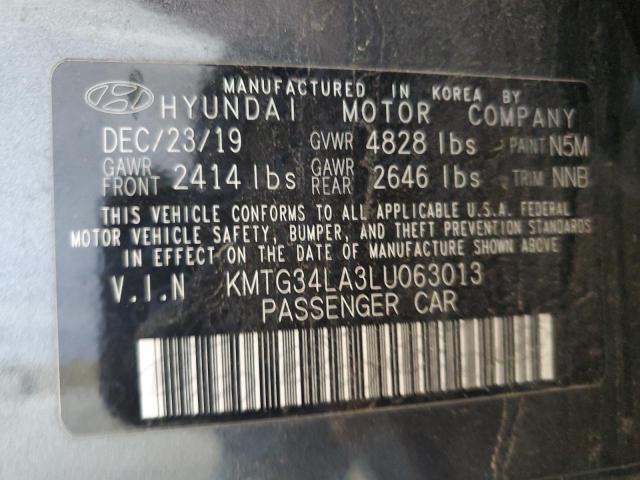 MANUFACTURED IN KOREA BY
HYUNDAI MOTOR COMPANY
DEC/23/19 GVWR 4828 lbs PAINT N5M
GAWR FRONT 2414 lbs GAWR REAR 2646 lbs TRIM NNB
THIS VEHICLE CONFORMS TO ALL APPLICABLE U.S.A. FEDERAL
MOTOR VEHICLE SAFETY, BUMPER, AND THEFT PREVENTION STANDARDS
IN EFFECT ON THE DATE OF MANUFACTURE SHOWN ABOVE.
V.I.N KMTG34LA3LU063013
PASSENGER CAR